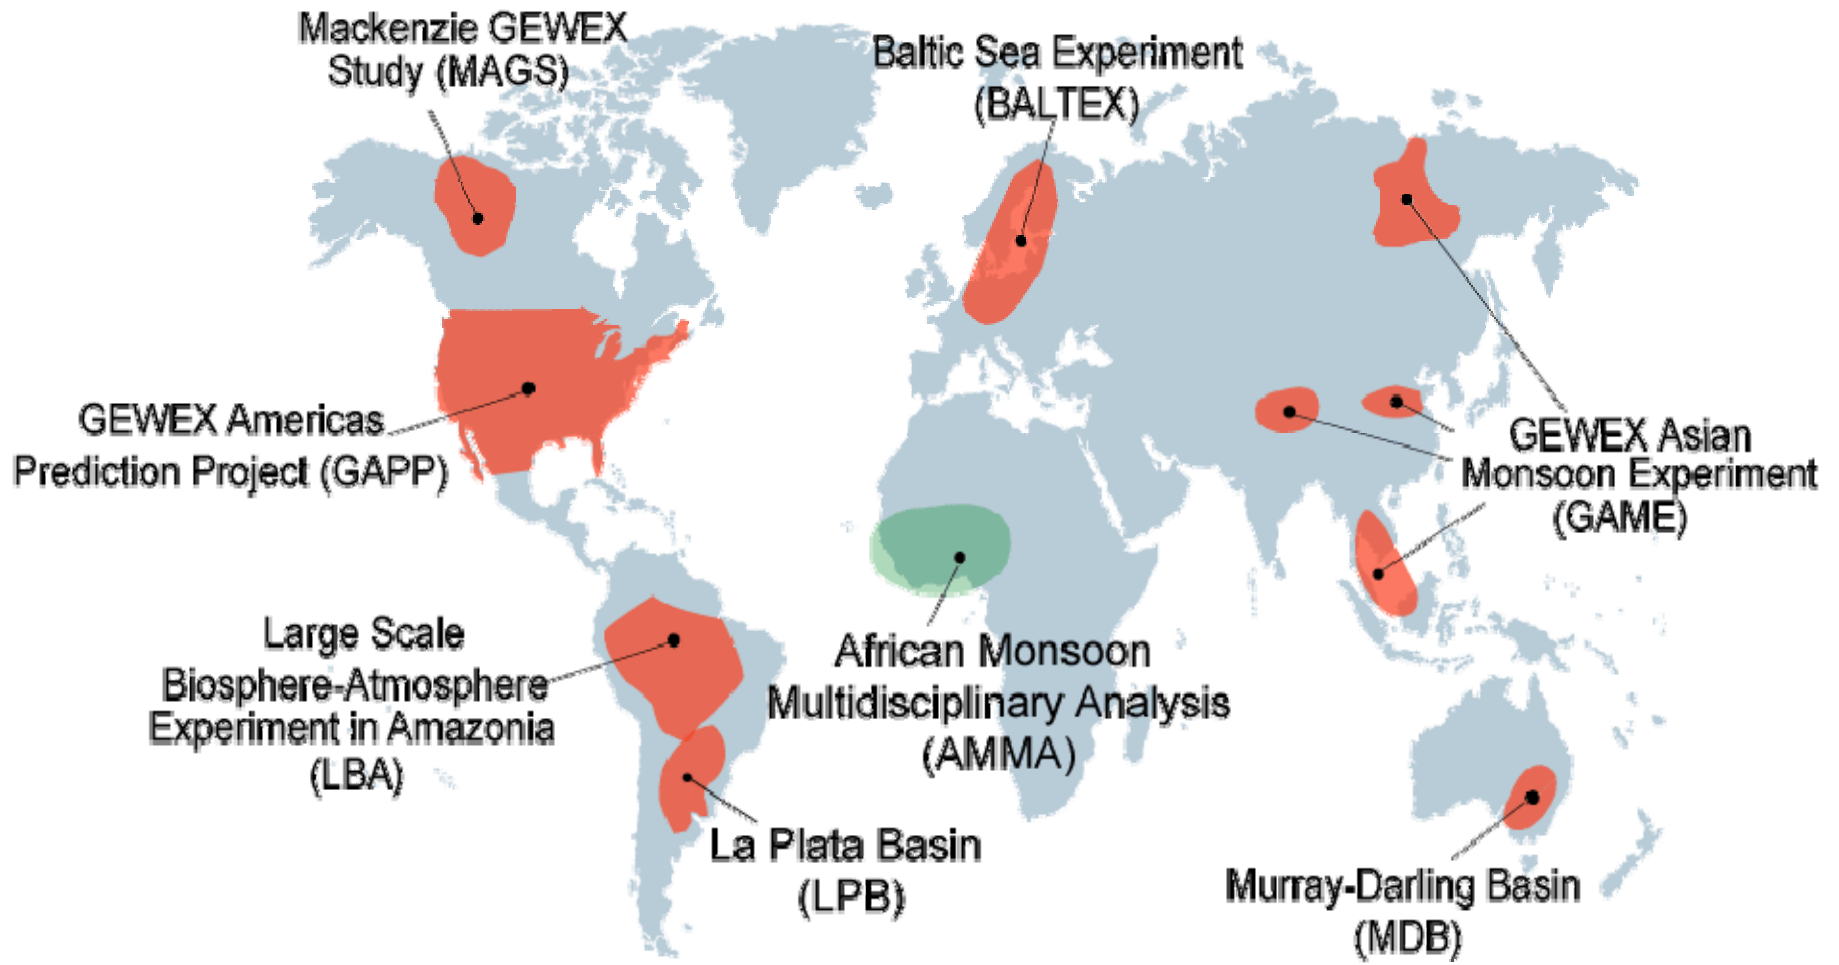 Mackenzie GEWEX
Study (MAGS)
Baltic Sea Experiment
(BALTEX)
GEWEX Americas
Prediction Project (GAPP)
GEWEX Asian
Monsoon Experiment
(GAME)
Large Scale
Biosphere-Atmosphere
Experiment in Amazonia
(LBA)
African Monsoon
Multidisciplinary Analysis
(AMMA)
La Plata Basin
(LPB)
Murray-Darling Basin
(MDB)